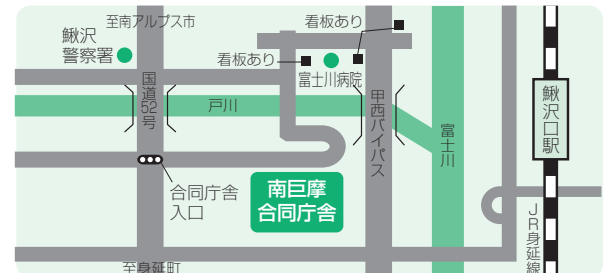 至南アルプス市
看板あり
鰍沢
警察署
看板あり
富士川病院
国道52号
戸川
甲西バイパス
富士川
鰍沢口駅
合同庁舎
入口
南巨摩
合同庁舎
JR身延線
至身延町